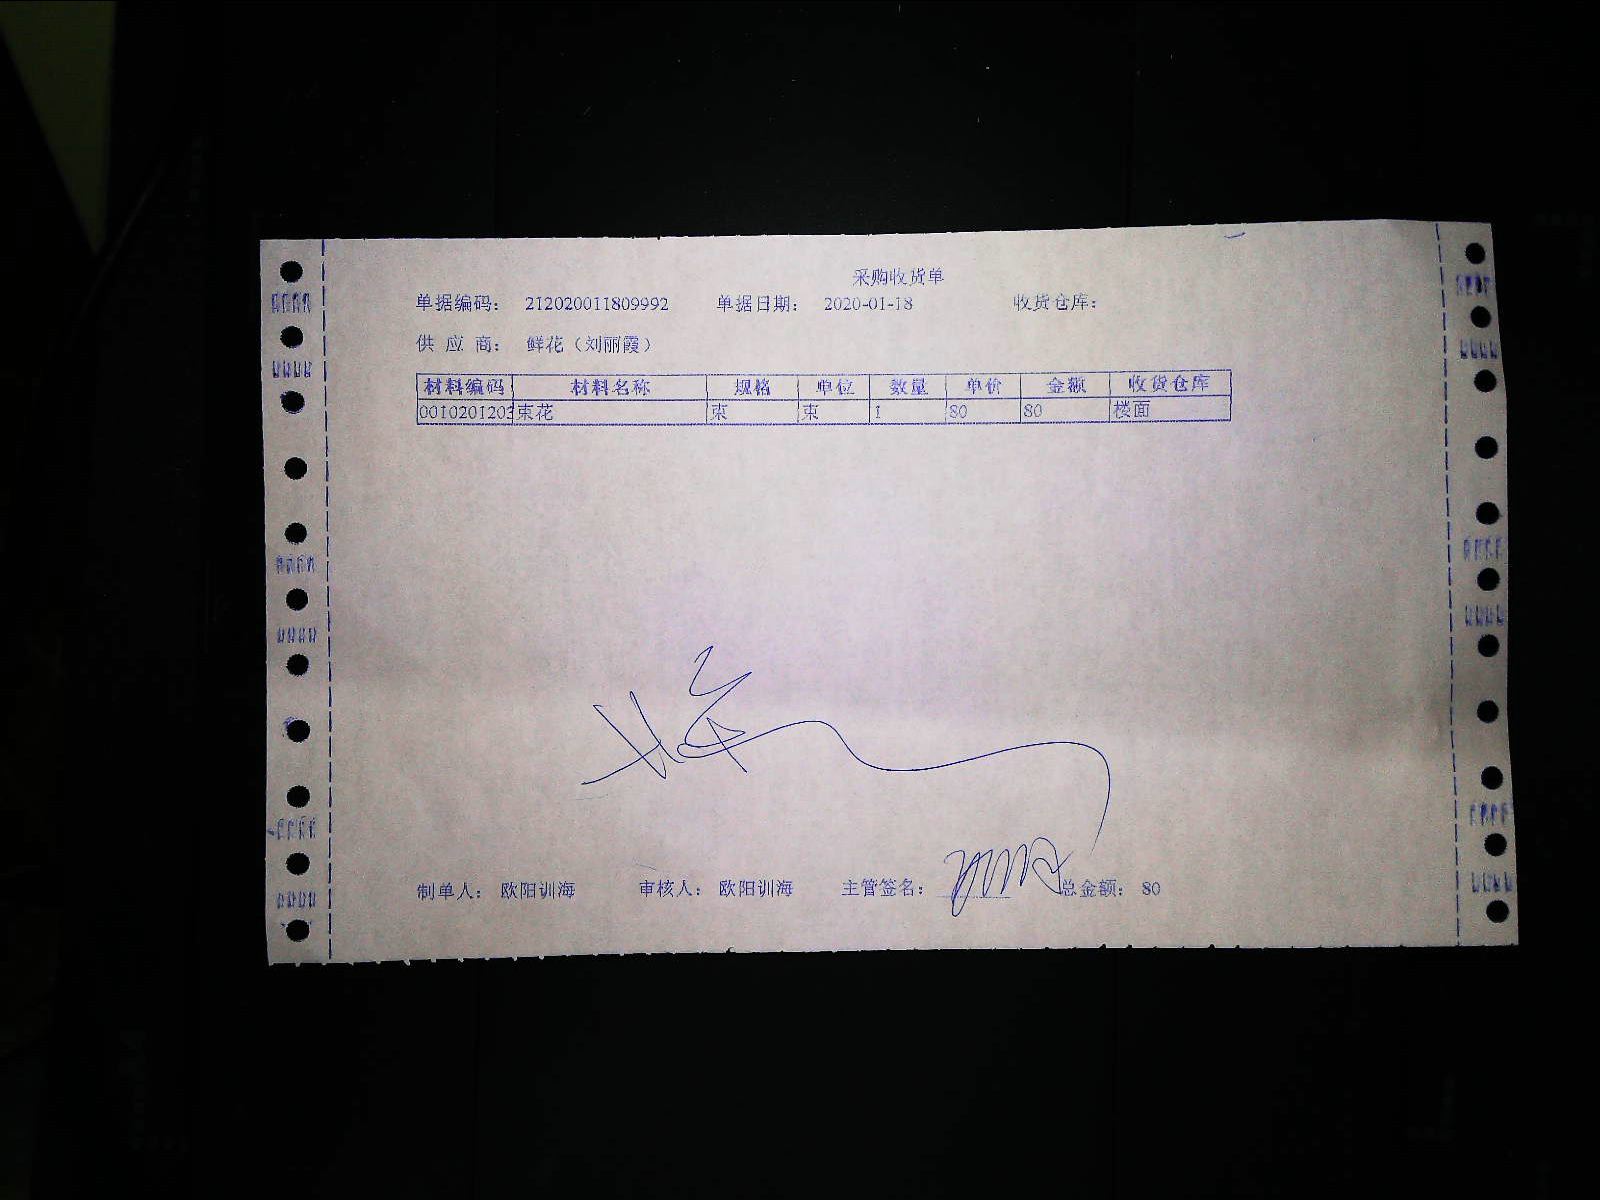 采购收货单
单据编码： 212020011809992 单据日期： 2020-01-18 收货仓库：
供 应 商： 鲜花（刘丽霞）
材料编码 材料名称 规格 单位 数量 单价 金额 收货仓库
0010201203 束花 束 束 1 80 80 楼面
制单人： 欧阳训海 审核人： 欧阳训海 主管签名： 总金额： 80